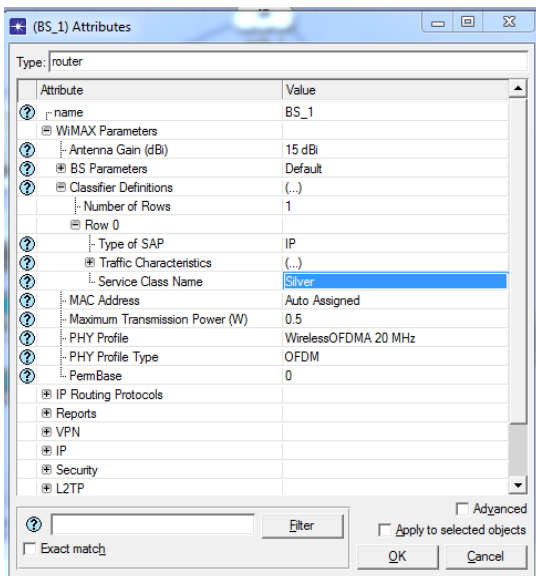 (BS_1) Attributes
Type: router
Attribute Value
name BS_1
WiMAX Parameters
Antenna Gain (dBi) 15 dBi
BS Parameters Default
Classifier Definitions (...)
Number of Rows 1
Row 0
Type of SAP IP
Traffic Characteristics (...)
Service Class Name Silver
MAC Address Auto Assigned
Maximum Transmission Power (W) 0.5
PHY Profile WirelessOFDMA 20 MHz
PHY Profile Type OFDM
PermBase 0
IP Routing Protocols
Reports
VPN
IP
Security
L2TP
Advanced
Filter
Apply to selected objects
Exact match
OK Cancel